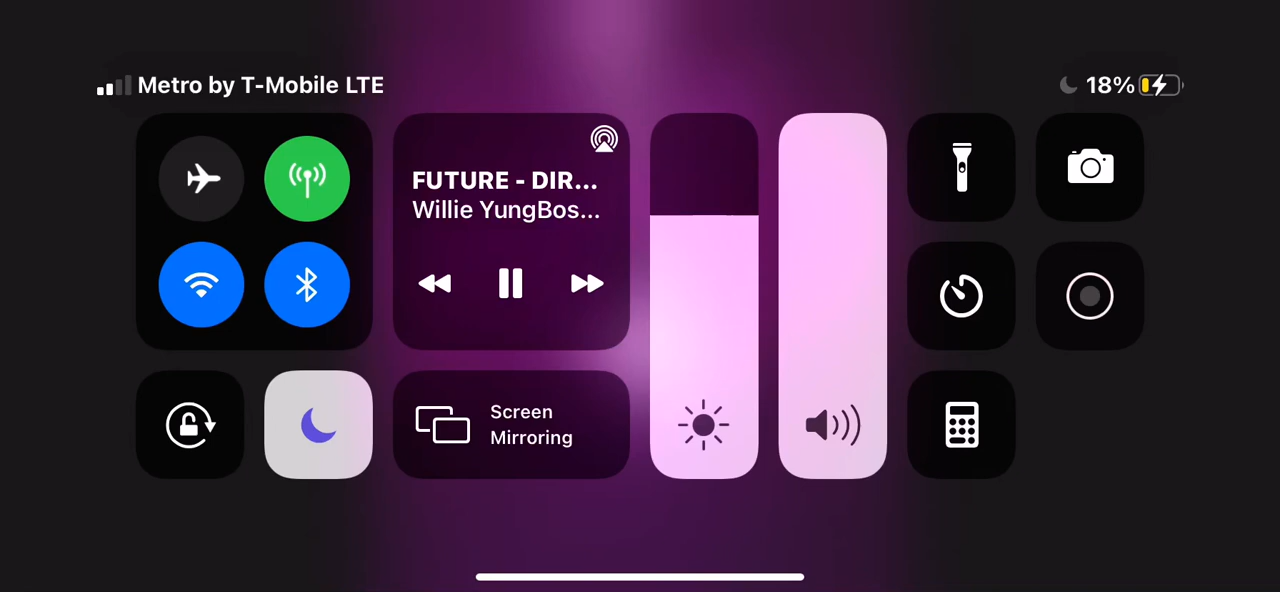 Metro by T-Mobile LTE
18%
FUTURE - DIR...
Willie YungBos...
Screen
Mirroring